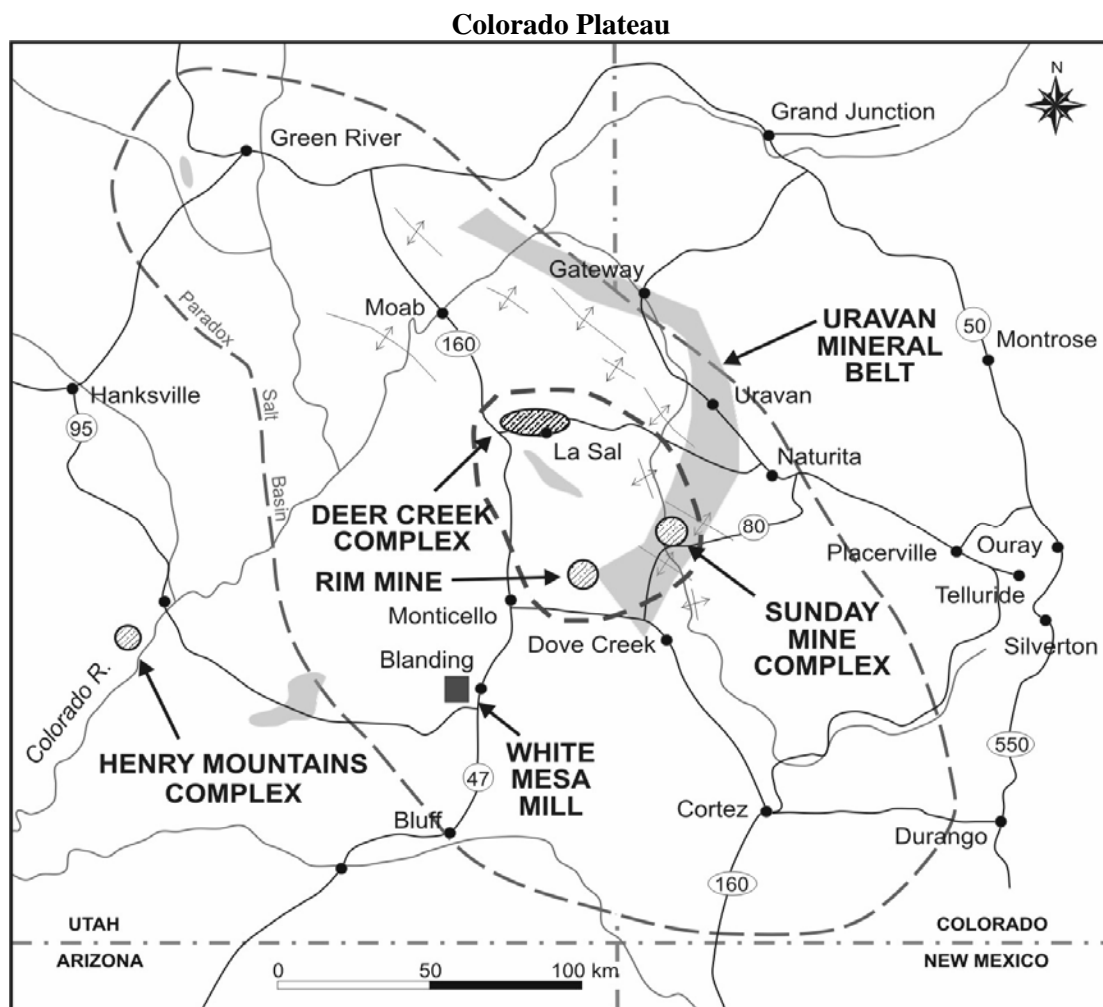 Colorado Plateau
N
Grand Junction
Green River
Gateway
Moab
Paradox
160
URAVAN
MINERAL
BELT
50
Montrose
Hanksville
Salt
Uravan
95
La Sal
Naturita
Basin
DEER CREEK
COMPLEX
80
Placerville
Ouray
RIM MINE
Telluride
Monticello
SUNDAY
MINE
COMPLEX
Dove Creek
Silverton
Blanding
Colorado R.
HENRY MOUNTAINS
COMPLEX
WHITE
MESA
MILL
550
47
Bluff
Cortez
Durango
160
UTAH
COLORADO
ARIZONA
NEW MEXICO
0 50 100 km